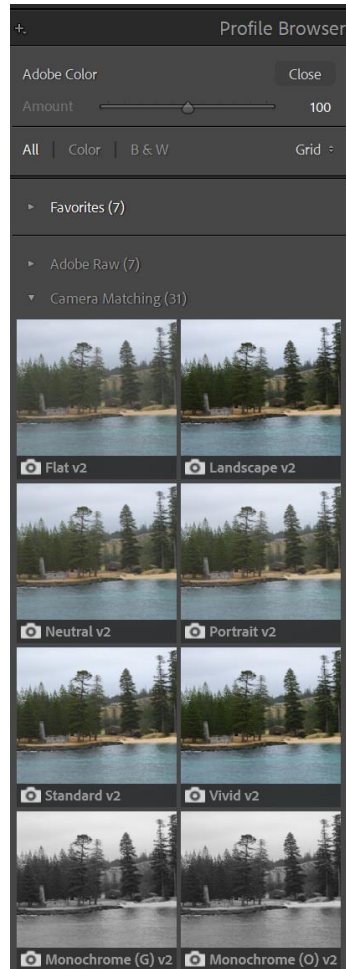 Profile Browser
Adobe Color Close
Amount 100
All | Color | B & W Grid
Favorites (7)
Adobe Raw (7)
Camera Matching (31)
Flat v2 Landscape v2
Neutral v2 Portrait v2
Standard v2 Vivid v2
Monochrome (G) v2 Monochrome (O) v2